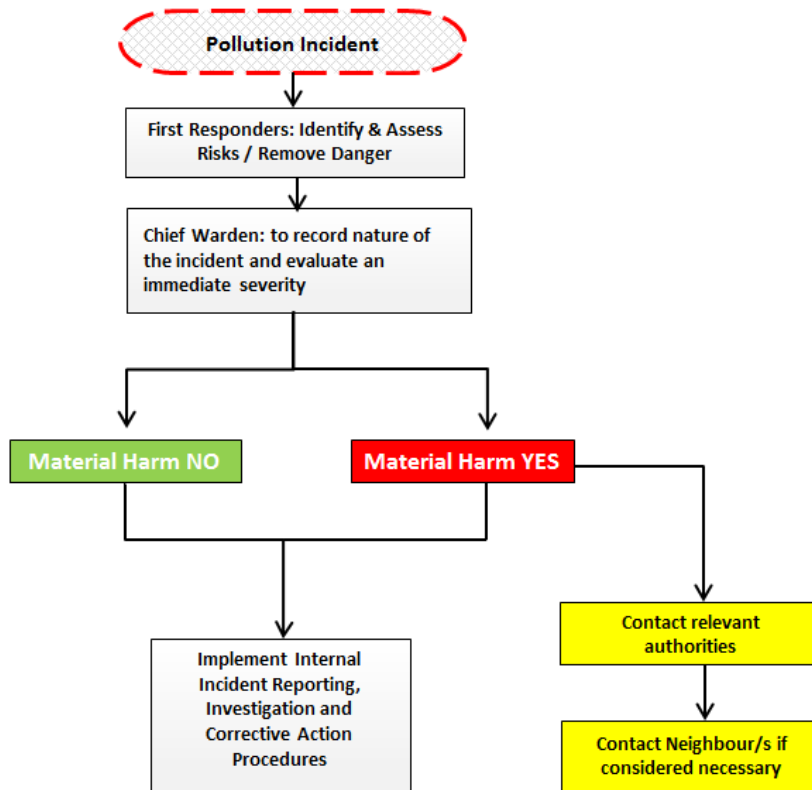 Pollution Incident
First Responders: Identify & Assess
Risks / Remove Danger
Chief Warden: to record nature of
the incident and evaluate an
immediate severity
Material Harm NO
Material Harm YES
Implement Internal
Incident Reporting,
Investigation and
Corrective Action
Procedures
Contact relevant
authorities
Contact Neighbour/s if
considered necessary